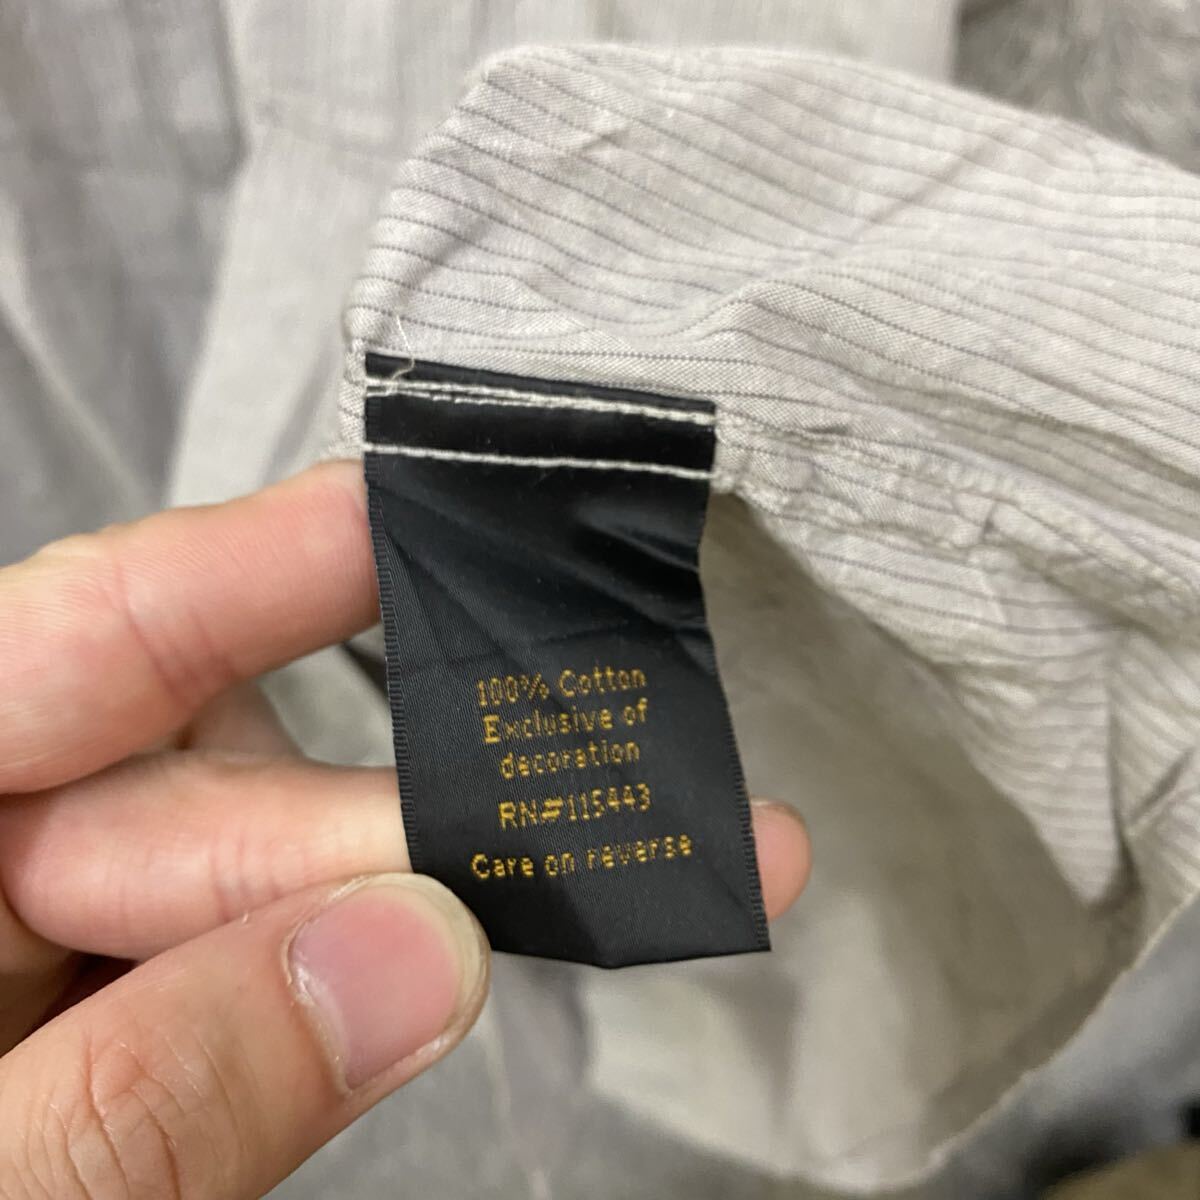 100% Cotton
Exclusive of
decoration
RN#115443
Care on reverse